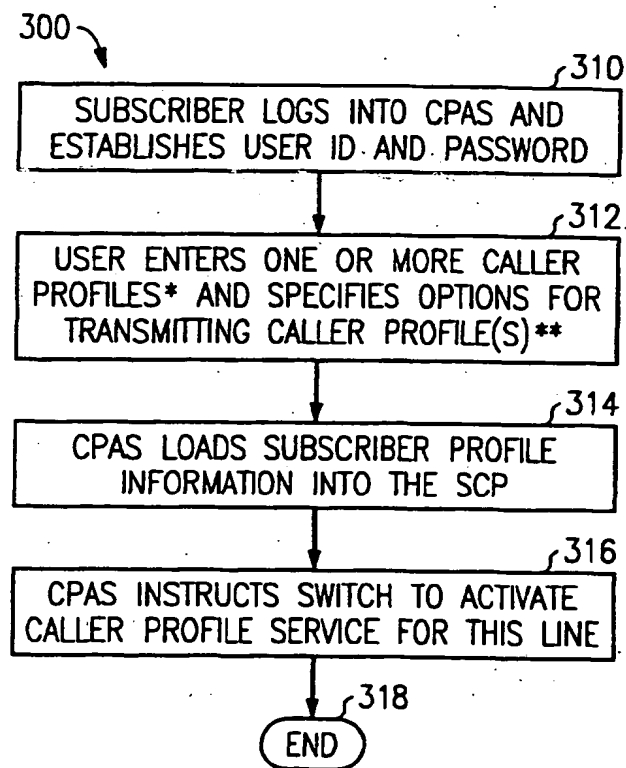 300
310
SUBSCRIBER LOGS INTO CPAS AND
ESTABLISHES USER ID AND PASSWORD
312
USER ENTERS ONE OR MORE CALLER
PROFILES* AND SPECIFIES OPTIONS FOR
TRANSMITTING CALLER PROFILE(S)**
314
CPAS LOADS SUBSCRIBER PROFILE
INFORMATION INTO THE SCP
316
CPAS INSTRUCTS SWITCH TO ACTIVATE
CALLER PROFILE SERVICE FOR THIS LINE
318
END